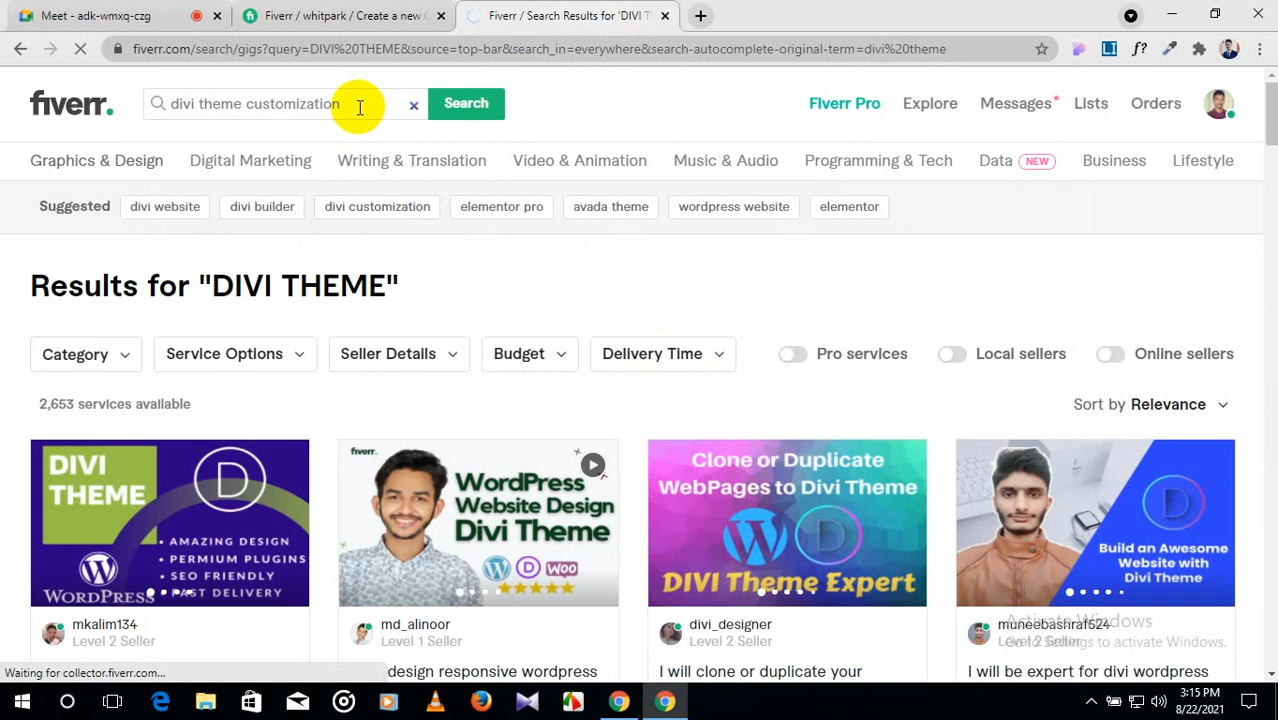 Meet - adk-wmxq-czg
Fiverr / whitpark / Create a new G
Fiverr / Search Results for 'DIVI T
fiverr.com/search/gigs?query=DIVI%20THEME&source=top-bar&search_in=everywhere&search-autocomplete-original-term=divi%20theme
fiverr.
divi theme customization
Search
Fiverr Pro
Explore
Messages
Lists
Orders
Graphics & Design
Digital Marketing
Writing & Translation
Video & Animation
Music & Audio
Programming & Tech
Data NEW
Business
Lifestyle
Suggested
divi website
divi builder
divi customization
elementor pro
avada theme
wordpress website
elementor
Results for "DIVI THEME"
Category
Service Options
Seller Details
Budget
Delivery Time
Pro services
Local sellers
Online sellers
2,653 services available
Sort by Relevance
DIVI
THEME
D
• AMAZING DESIGN
• PERMIUM PLUGINS
• SEO FRIENDLY
• FAST DELIVERY
WORDPRESS
fiverr.
WordPress
Website Design
Divi Theme
D
Woo
Clone or Duplicate
WebPages to Divi Theme
D
DIVI Theme Expert
D
Build an Awesome
Website with
Divi Theme
mkalim134
Level 2 Seller
md_alinoor
Level 1 Seller
divi_designer
Level 2 Seller
muneebashraf524
Level 2 Seller
design responsive wordpress
I will clone or duplicate your
I will be expert for divi wordpress
Activate Windows
Go to Settings to activate Windows.
Waiting for collector.fiverr.com...
3:15 PM
8/22/2021